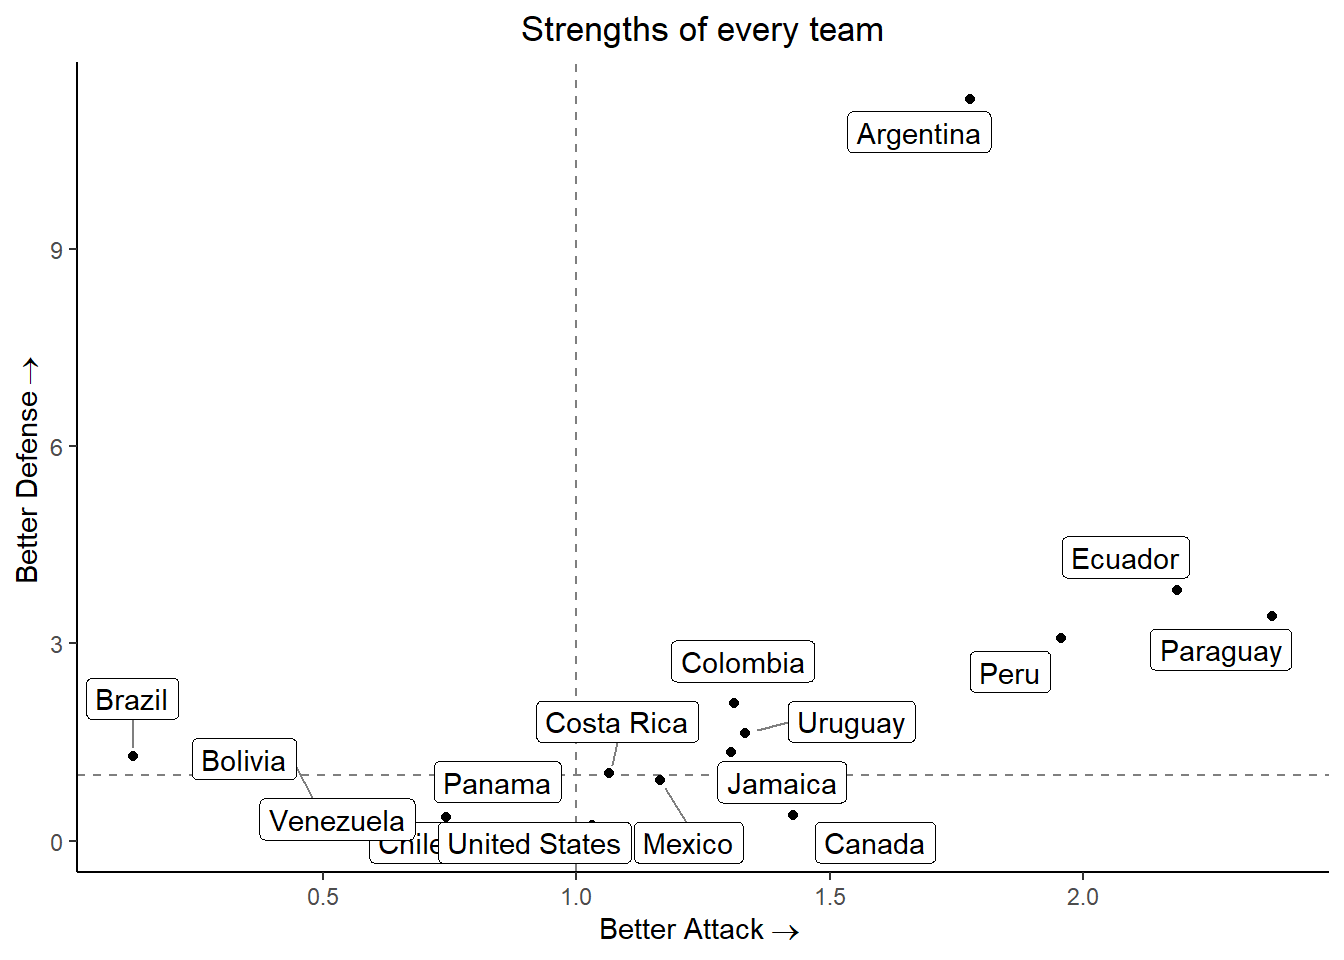 Strengths of every team
Better Defense →
9
6
3
0
Argentina
Ecuador
Paraguay
Peru
Colombia
Brazil
Costa Rica
Uruguay
Bolivia
Panama
Jamaica
Venezuela
Chile
United States
Mexico
Canada
0.5
1.0
1.5
2.0
Better Attack →